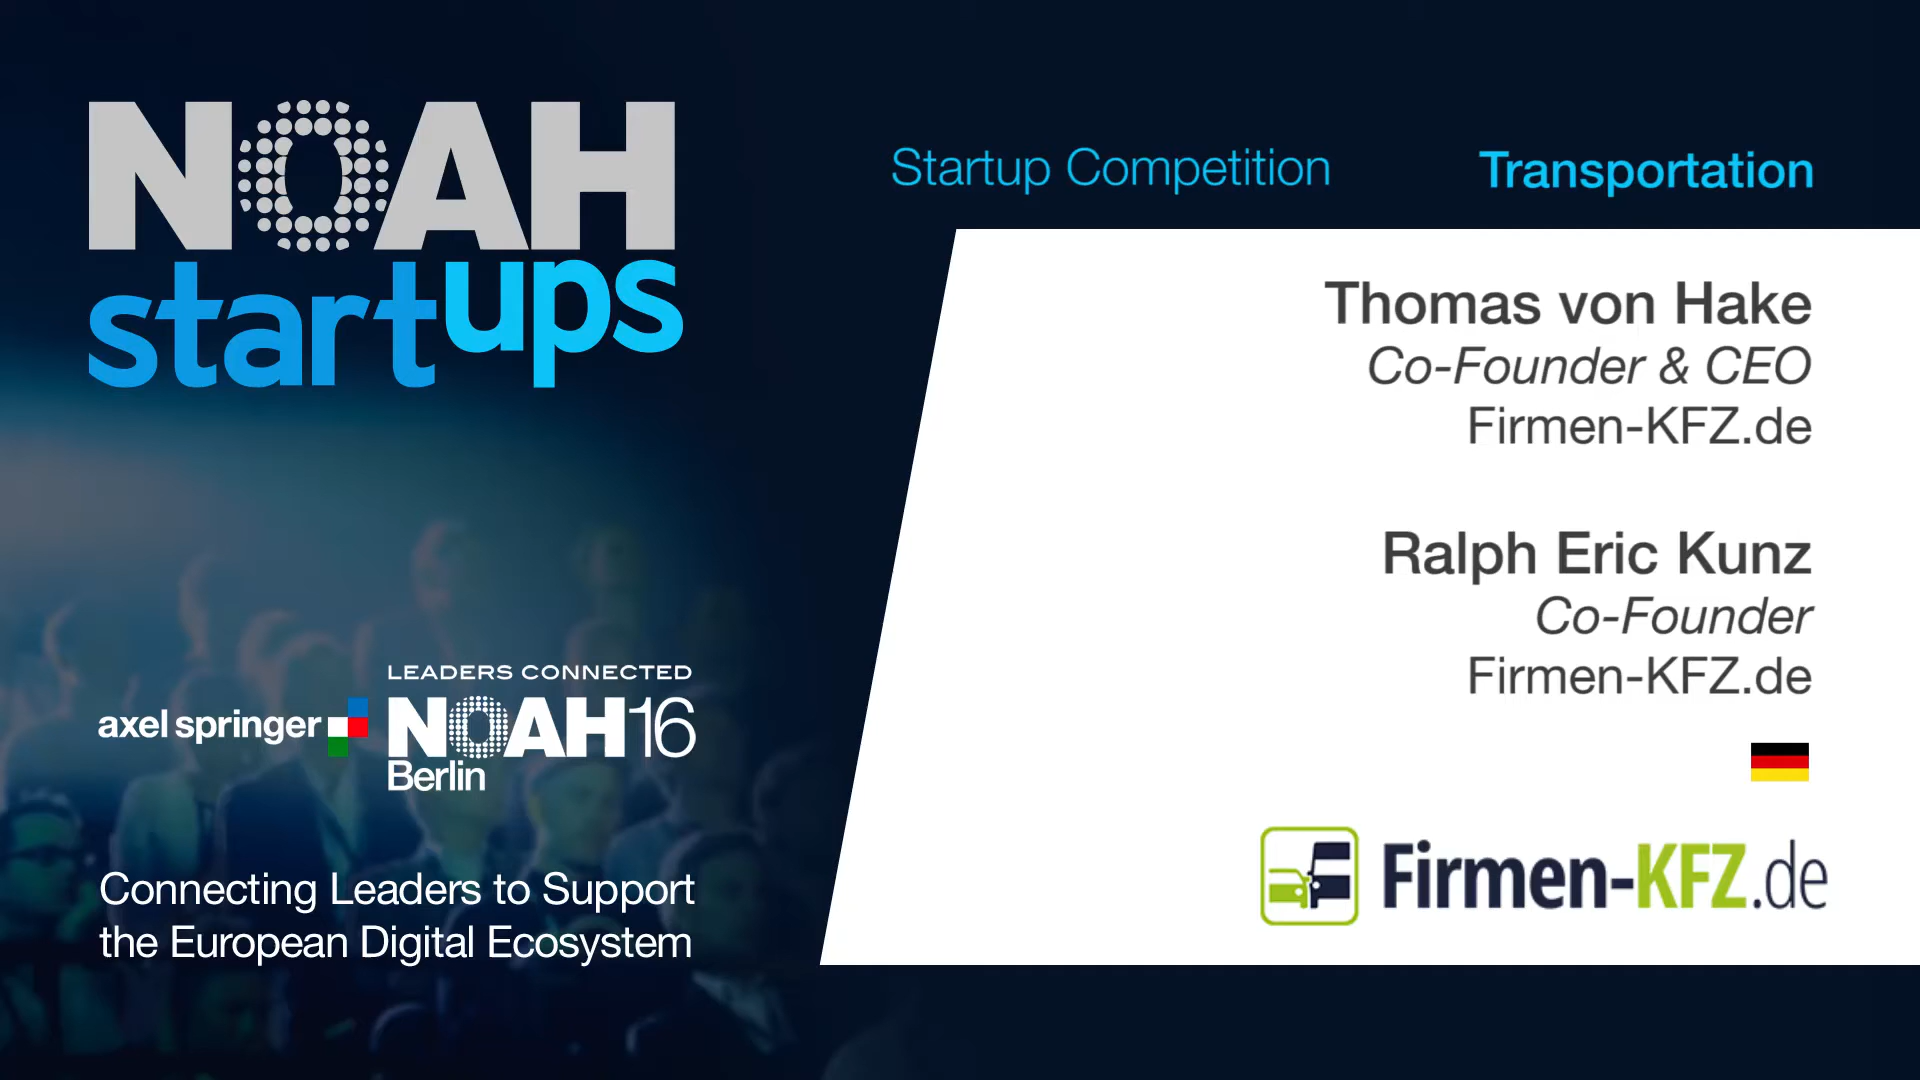 NOAH
startups
Startup Competition
Transportation
Thomas von Hake
Co-Founder & CEO
Firmen-KFZ.de
Ralph Eric Kunz
Co-Founder
Firmen-KFZ.de
Firmen-KFZ.de
LEADERS CONNECTED
axel springer
NOAH16
Berlin
Connecting Leaders to Support
the European Digital Ecosystem